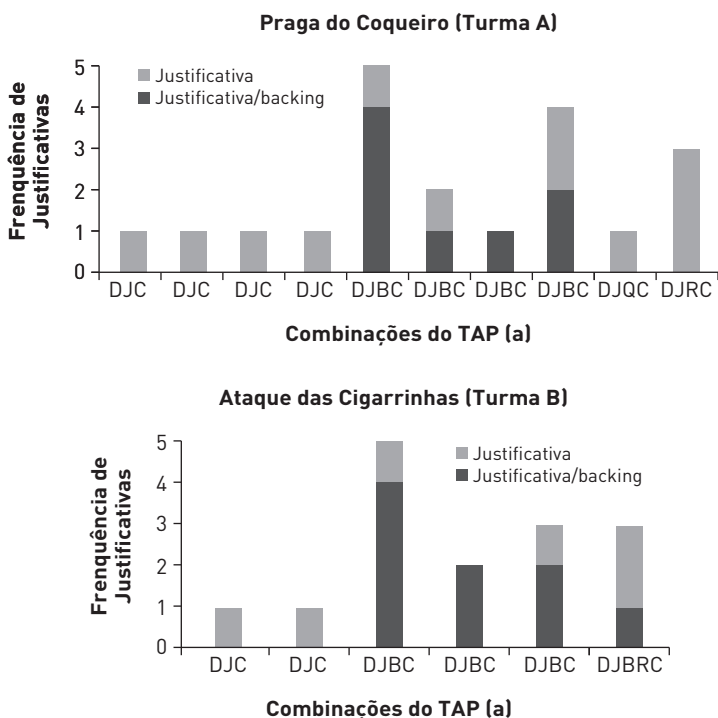 Praga do Coqueiro (Turma A)
Frenquência de
Justificativas
5
4
3
2
1
0
Justificativa
Justificativa/backing
DJC DJC DJC DJC DJBC DJBC DJBC DJBC DJQC DJRC
Combinações do TAP (a)
Ataque das Cigarrinhas (Turma B)
Frenquência de
Justificativas
5
4
3
2
1
0
Justificativa
Justificativa/backing
DJC DJC DJBC DJBC DJBC DJBRC
Combinações do TAP (a)